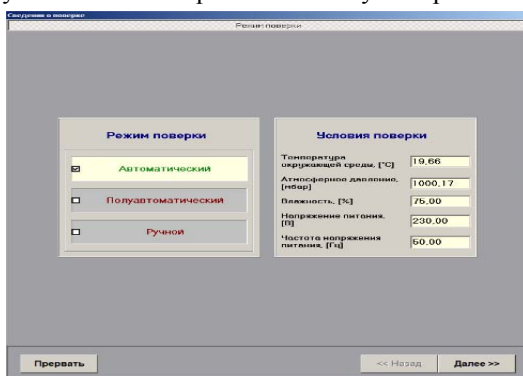 Сведения о поверке
Режим поверки
Режим поверки
Автоматический
Полуавтоматический
Ручной
Условия поверки
Температура
окружающей среды, [°C]
19,66
Атмосферное давление,
[мбар]
1000,17
Влажность, [%]
75,00
Напряжение питания,
[В]
230,00
Частота напряжения
питания, [Гц]
50,00
Прервать
<< Назад
Далее >>